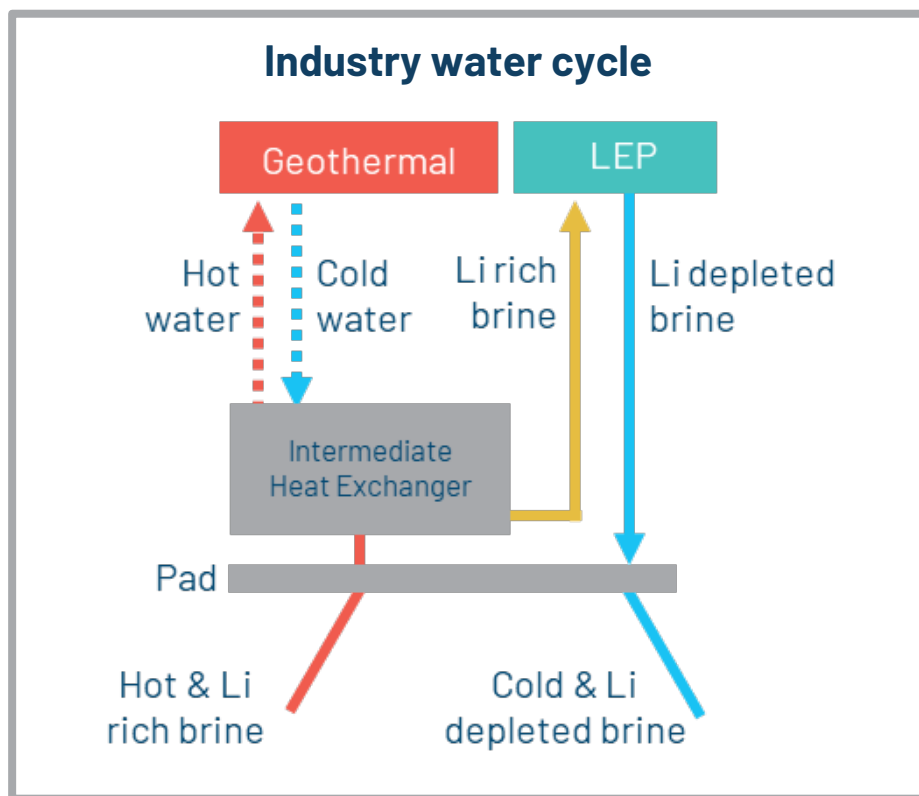 Industry water cycle
Geothermal
LEP
Hot
water
Cold
water
Li rich
brine
Li depleted
brine
Intermediate
Heat Exchanger
Pad
Hot & Li
rich brine
Cold & Li
depleted brine